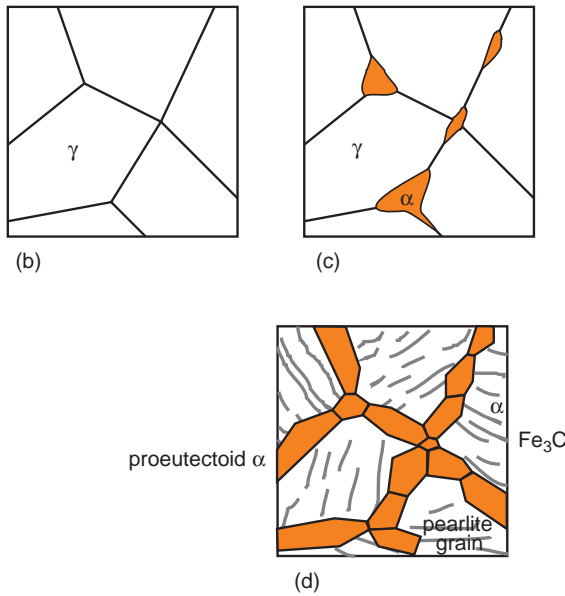 γ
γ
α
(b)
(c)
α
proeutectoid α
Fe₃C
pearlite
grain
(d)